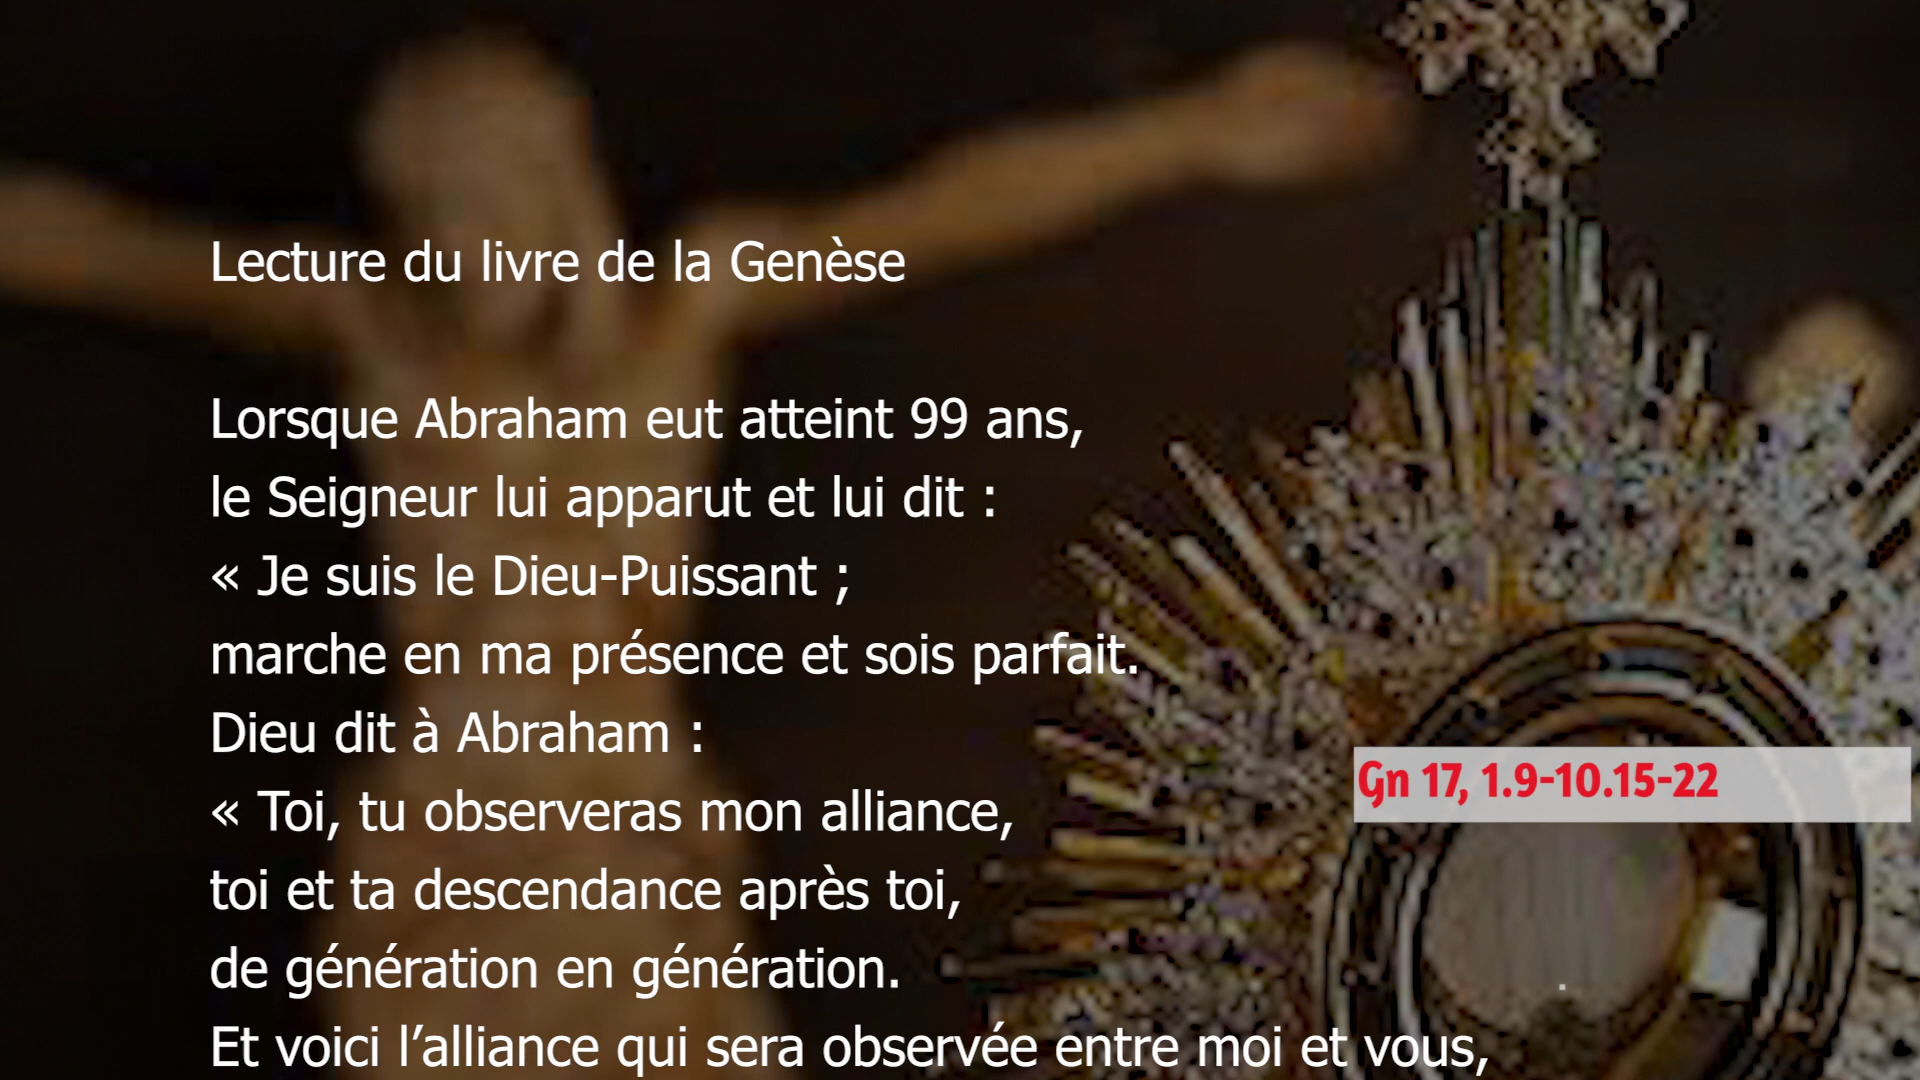 Lecture du livre de la Genèse
Lorsque Abraham eut atteint 99 ans,
le Seigneur lui apparut et lui dit :
« Je suis le Dieu-Puissant ;
marche en ma présence et sois parfait.
Dieu dit à Abraham :
« Toi, tu observeras mon alliance,
toi et ta descendance après toi,
de génération en génération.
Et voici l’alliance qui sera observée entre moi et vous,
Gn 17, 1.9-10.15-22